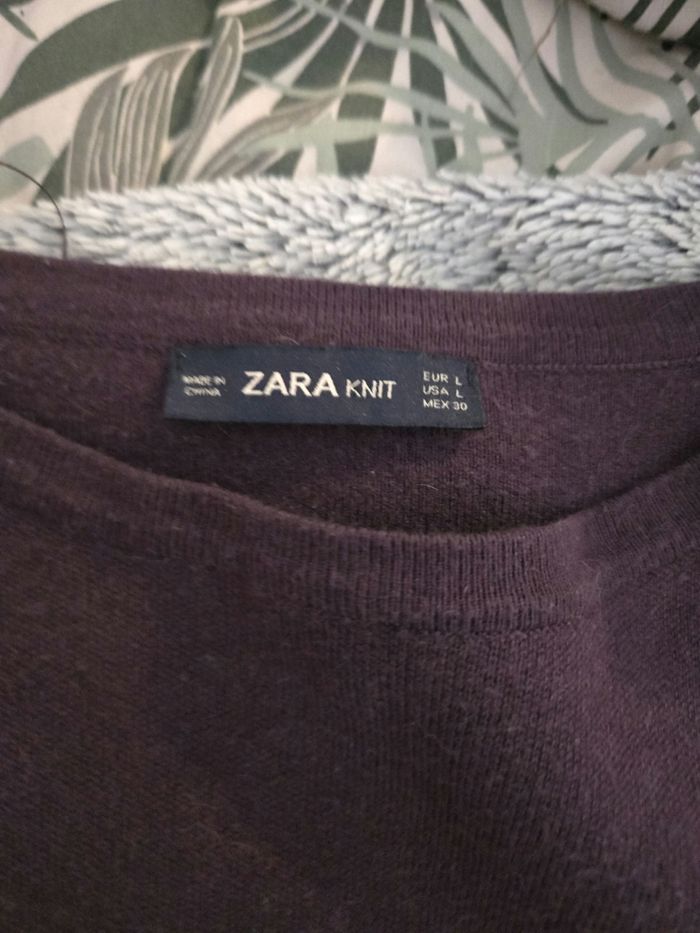 MADE IN
CHINA
ZARA KNIT
EUR L
USA L
MEX 30